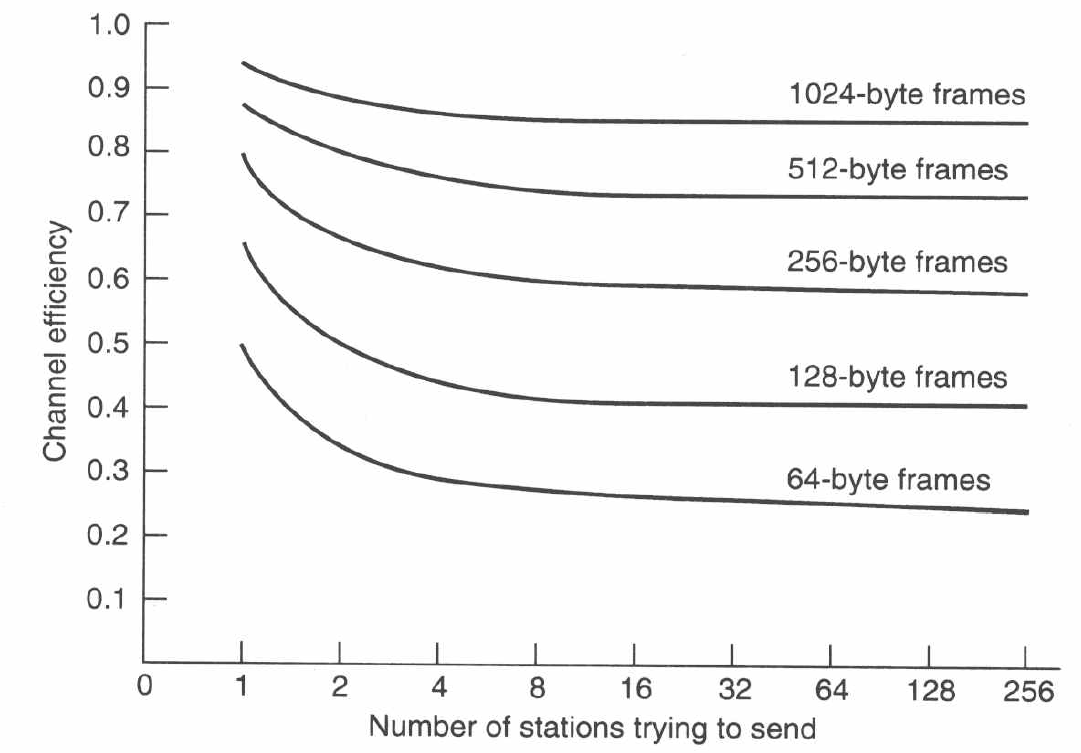 1.0
0.9
0.8
0.7
0.6
0.5
0.4
0.3
0.2
0.1
Channel efficiency
1024-byte frames
512-byte frames
256-byte frames
128-byte frames
64-byte frames
0 1 2 4 8 16 32 64 128 256
Number of stations trying to send